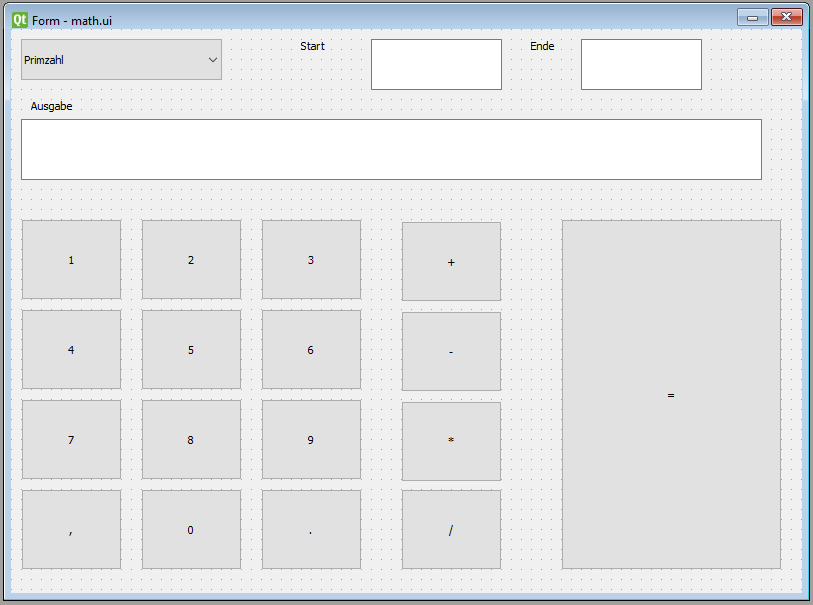 Qt Form - math.ui
Primzahl
Start
Ende
Ausgabe
1 2 3 +
4 5 6 -
=
7 8 9 *
, 0 . /